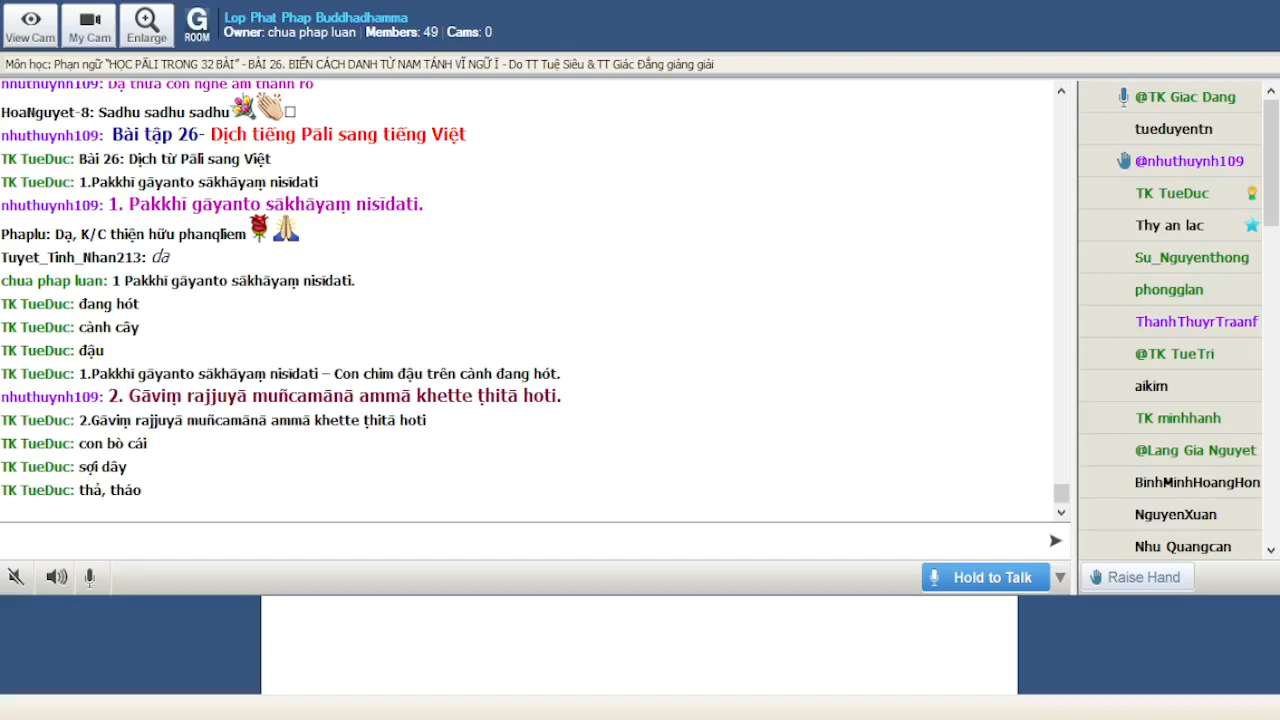 View Cam
My Cam
Enlarge
G
ROOM
Lop Phat Phap Buddhadhamma
Owner: chua phap luan | Members: 49 | Cams: 0
Môn học: Phạn ngữ "HỌC PĀLI TRONG 32 BÀI" - BÀI 26. BIẾN CÁCH DANH TỪ NAM TÁNH VĨ NGỮ Ī - Do TT Tuệ Siêu & TT Giác Đẳng giảng giải
nhuthuynh109: Dạ thưa con nghe âm thanh rõ
HoaNguyet-8: Sadhu sadhu sadhu
nhuthuynh109: Bài tập 26- Dịch tiếng Pāli sang tiếng Việt
TK TueDuc: Bài 26: Dịch từ Pāli sang Việt
TK TueDuc: 1.Pakkhī gāyanto sākhāyaṃ nisīdati
nhuthuynh109: 1. Pakkhī gāyanto sākhāyaṃ nisīdati.
Phaplu: Dạ, K/C thiện hữu phanqliem
Tuyet_Tinh_Nhan213: da
chua phap luan: 1 Pakkhī gāyanto sākhāyaṃ nisīdati.
TK TueDuc: đang hót
TK TueDuc: cành cây
TK TueDuc: đậu
TK TueDuc: 1.Pakkhī gāyanto sākhāyaṃ nisīdati – Con chim đậu trên cành đang hót.
nhuthuynh109: 2. Gāviṃ rajjuyā muñcamānā ammā khette ṭhitā hoti.
TK TueDuc: 2.Gāviṃ rajjuyā muñcamānā ammā khette ṭhitā hoti
TK TueDuc: con bò cái
TK TueDuc: sợi dây
TK TueDuc: thả, tháo
@TK Giac Dang
tueduyentn
@nhuthuynh109
TK TueDuc
Thy an lac
Su_Nguyenthong
phongglan
ThanhThuyrTraanf
@TK TueTri
aikim
TK minhhanh
@Lang Gia Nguyet
BinhMinhHoangHon
NguyenXuan
Nhu Quangcan
Hold to Talk
Raise Hand